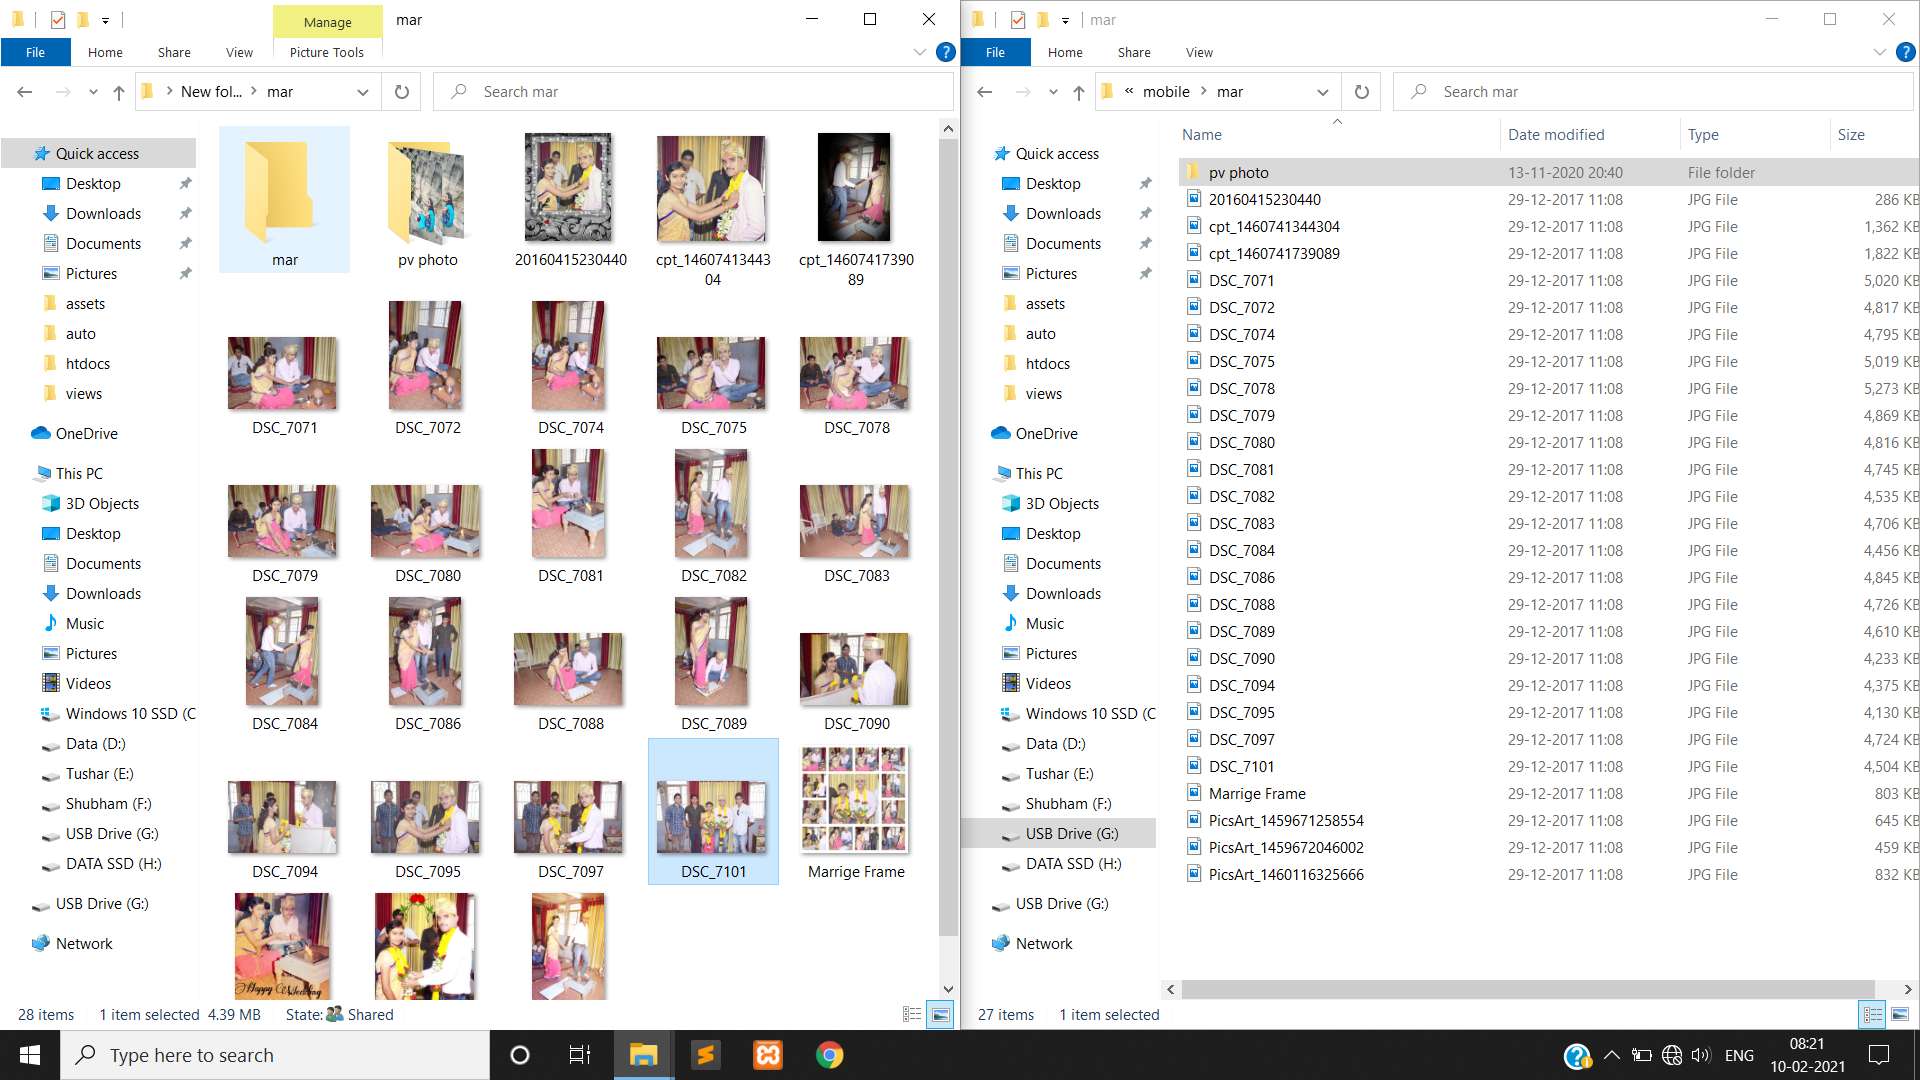 Manage
mar
File
Home
Share
View
Picture Tools
New fol...
mar
Search mar
Quick access
Desktop
Downloads
Documents
Pictures
assets
auto
htdocs
views
OneDrive
This PC
3D Objects
Desktop
Documents
Downloads
Music
Pictures
Videos
Windows 10 SSD (C
Data (D:)
Tushar (E:)
Shubham (F:)
USB Drive (G:)
DATA SSD (H:)
USB Drive (G:)
Network
mar
pv photo
20160415230440
cpt_14607413443
04
cpt_14607417390
89
DSC_7071
DSC_7072
DSC_7074
DSC_7075
DSC_7078
DSC_7079
DSC_7080
DSC_7081
DSC_7082
DSC_7083
DSC_7084
DSC_7086
DSC_7088
DSC_7089
DSC_7090
DSC_7094
DSC_7095
DSC_7097
DSC_7101
Marrige Frame
Happy Wedding
28 items
1 item selected 4.39 MB
State: Shared
mar
File
Home
Share
View
« mobile
mar
Search mar
Quick access
Desktop
Downloads
Documents
Pictures
assets
auto
htdocs
views
OneDrive
This PC
3D Objects
Desktop
Documents
Downloads
Music
Pictures
Videos
Windows 10 SSD (C
Data (D:)
Tushar (E:)
Shubham (F:)
USB Drive (G:)
DATA SSD (H:)
USB Drive (G:)
Network
Name Date modified Type Size
pv photo 13-11-2020 20:40 File folder
20160415230440 29-12-2017 11:08 JPG File 286 KB
cpt_1460741344304 29-12-2017 11:08 JPG File 1,362 KB
cpt_1460741739089 29-12-2017 11:08 JPG File 1,822 KB
DSC_7071 29-12-2017 11:08 JPG File 5,020 KB
DSC_7072 29-12-2017 11:08 JPG File 4,817 KB
DSC_7074 29-12-2017 11:08 JPG File 4,795 KB
DSC_7075 29-12-2017 11:08 JPG File 5,019 KB
DSC_7078 29-12-2017 11:08 JPG File 5,273 KB
DSC_7079 29-12-2017 11:08 JPG File 4,869 KB
DSC_7080 29-12-2017 11:08 JPG File 4,816 KB
DSC_7081 29-12-2017 11:08 JPG File 4,745 KB
DSC_7082 29-12-2017 11:08 JPG File 4,535 KB
DSC_7083 29-12-2017 11:08 JPG File 4,706 KB
DSC_7084 29-12-2017 11:08 JPG File 4,456 KB
DSC_7086 29-12-2017 11:08 JPG File 4,845 KB
DSC_7088 29-12-2017 11:08 JPG File 4,726 KB
DSC_7089 29-12-2017 11:08 JPG File 4,610 KB
DSC_7090 29-12-2017 11:08 JPG File 4,233 KB
DSC_7094 29-12-2017 11:08 JPG File 4,375 KB
DSC_7095 29-12-2017 11:08 JPG File 4,130 KB
DSC_7097 29-12-2017 11:08 JPG File 4,724 KB
DSC_7101 29-12-2017 11:08 JPG File 4,504 KB
Marrige Frame 29-12-2017 11:08 JPG File 803 KB
PicsArt_1459671258554 29-12-2017 11:08 JPG File 645 KB
PicsArt_1459672046002 29-12-2017 11:08 JPG File 459 KB
PicsArt_1460116325666 29-12-2017 11:08 JPG File 832 KB
27 items
1 item selected
Type here to search
ENG
08:21
10-02-2021